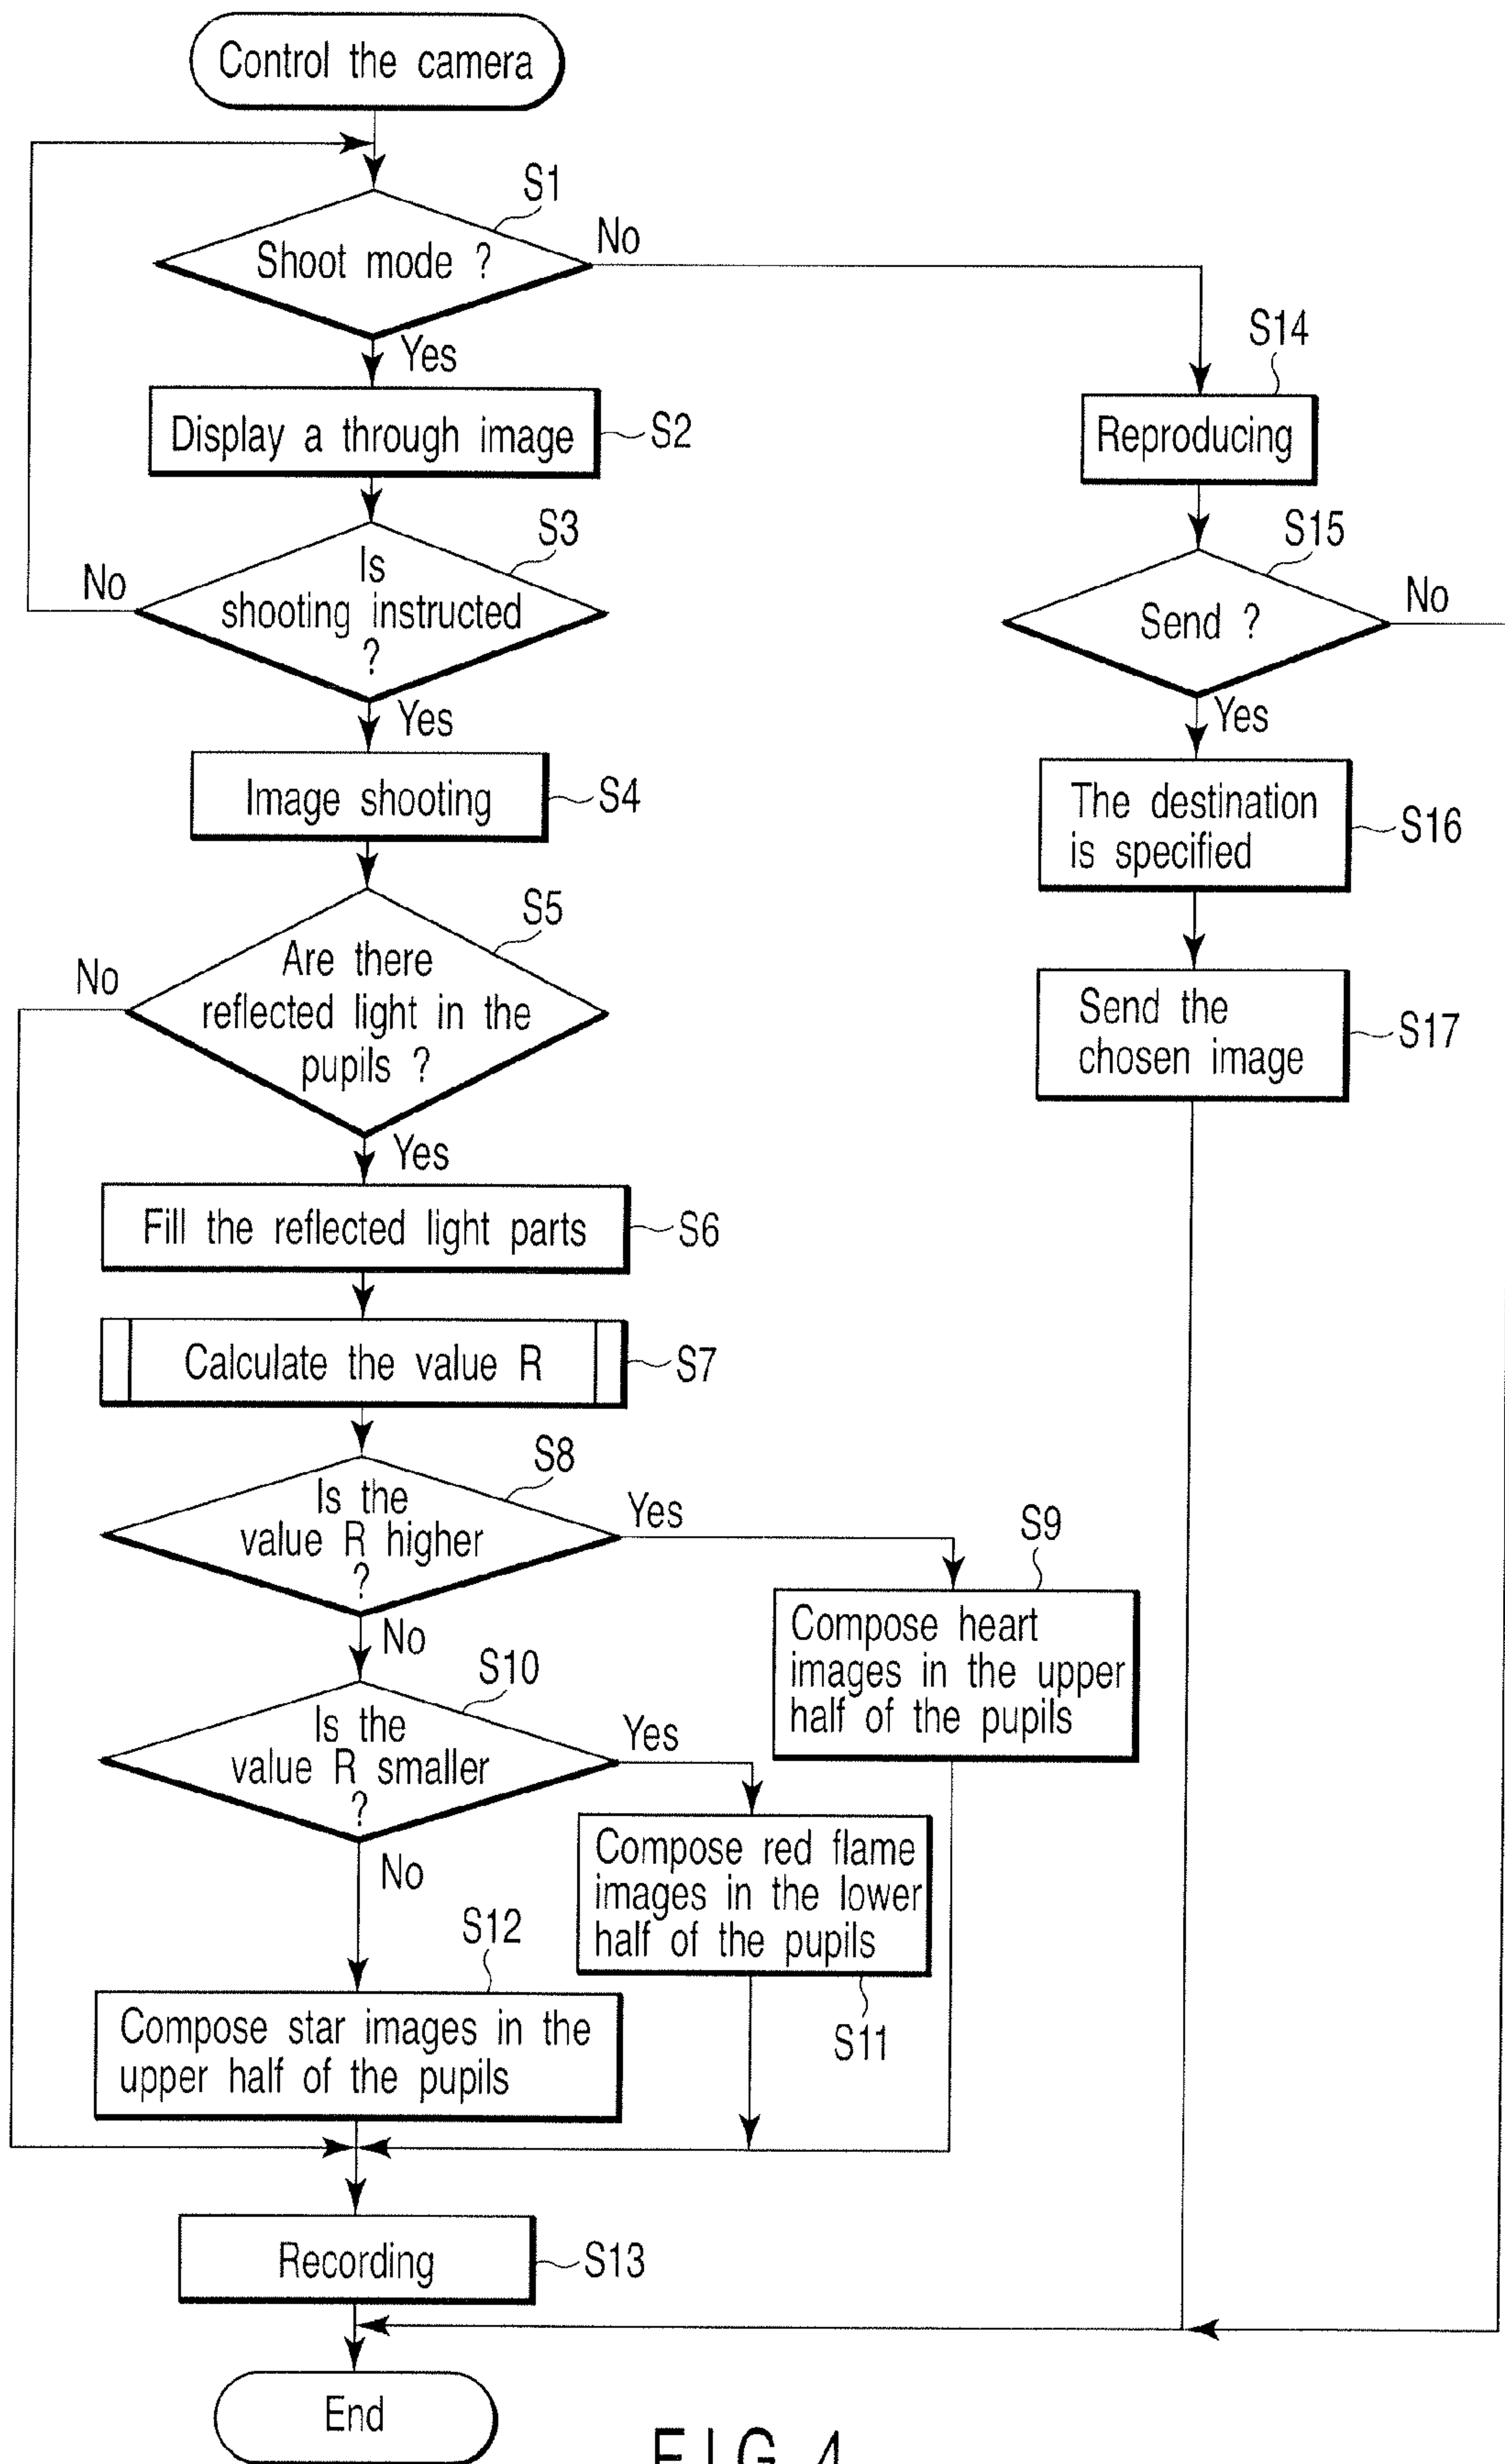 Control the camera
S1
Shoot mode ?
No
Yes
Display a through image
S2
S3
Is
shooting instructed
?
No
Yes
Image shooting
S4
S5
Are there
reflected light in the
pupils ?
No
Yes
Fill the reflected light parts
S6
Calculate the value R
S7
S8
Is the
value R higher
?
Yes
No
S9
Compose heart
images in the upper
half of the pupils
S10
Is the
value R smaller
?
Yes
No
Compose red flame
images in the lower
half of the pupils
S11
S12
Compose star images in the
upper half of the pupils
Recording
S13
End
S14
Reproducing
S15
Send ?
No
Yes
The destination
is specified
S16
Send the
chosen image
S17
FIG. 4